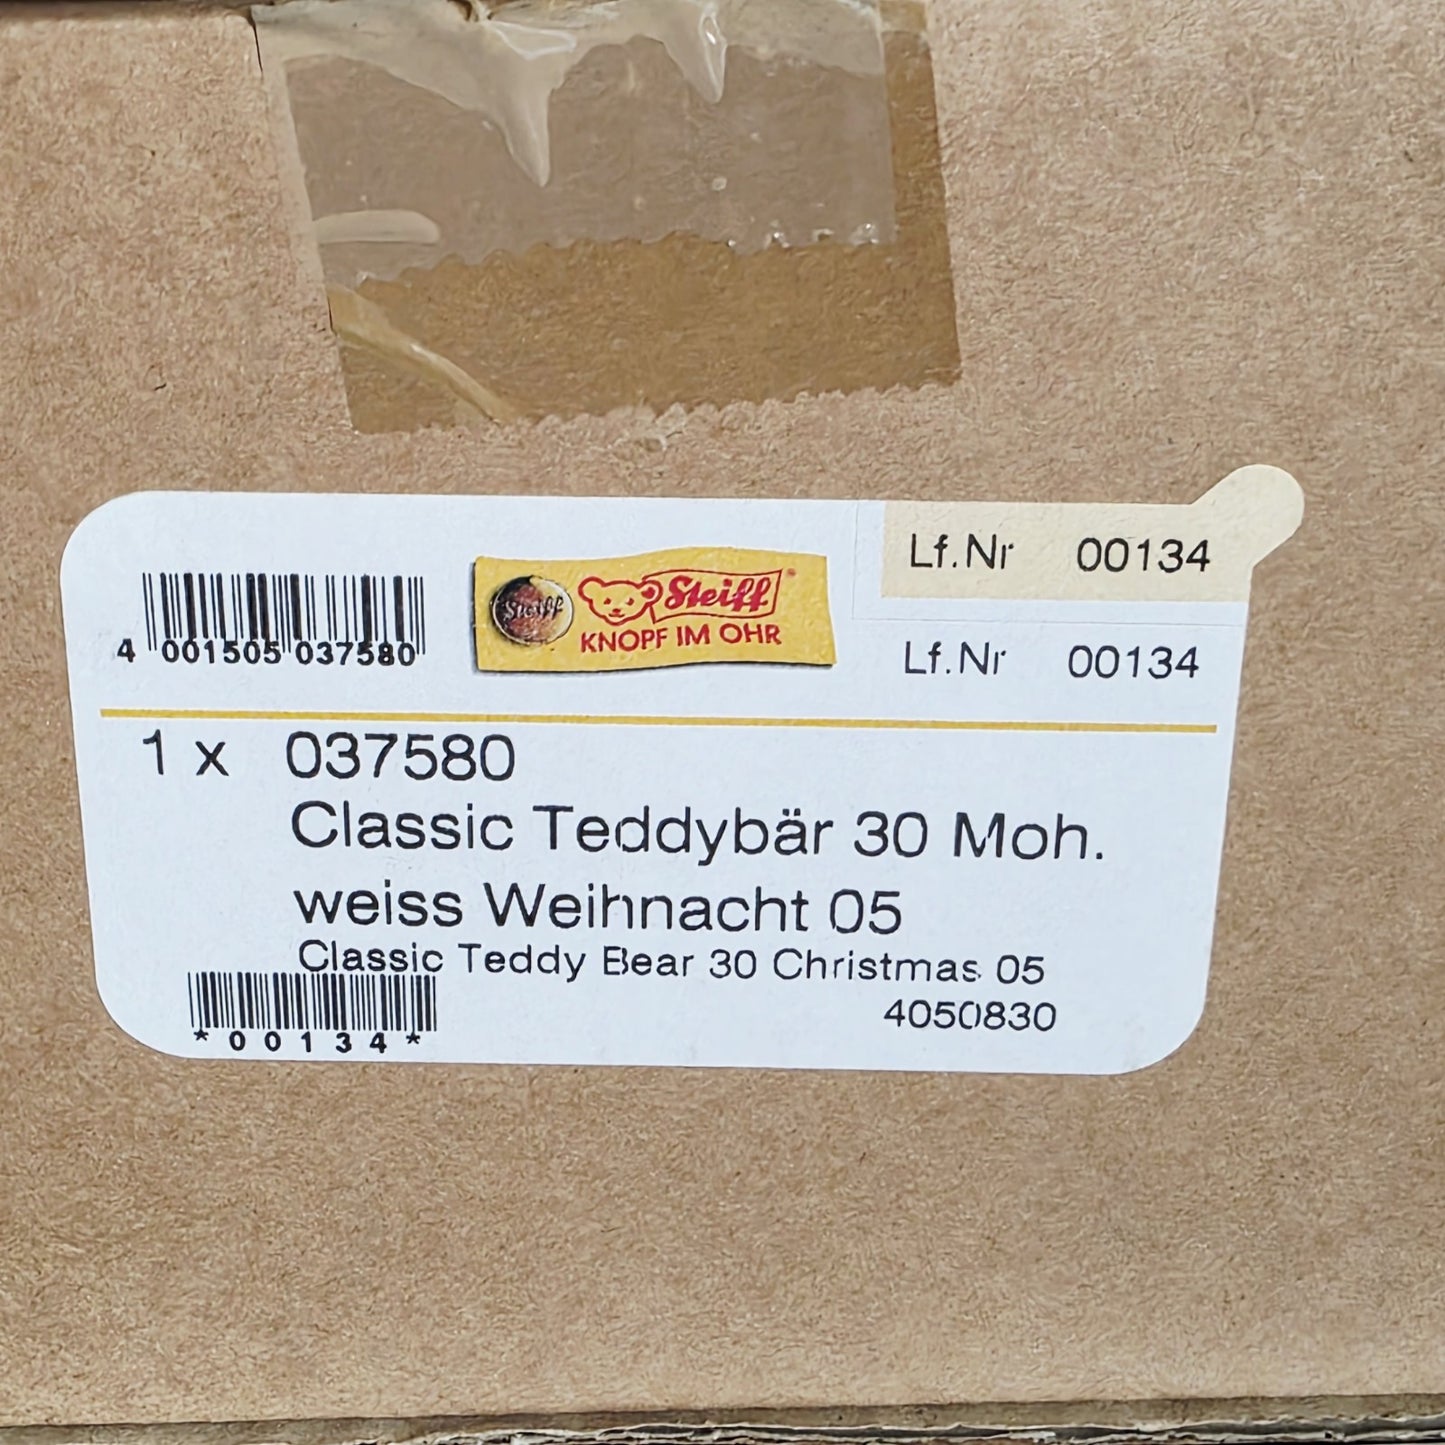 Lf.Nr 00134
4 001505 037580
Steiff
Steiff
KNOPF IM OHR
Lf.Nr 00134
1 x 037580
Classic Teddybär 30 Moh.
weiss Weihnacht 05
Classic Teddy Bear 30 Christmas 05
4050830
*00134*